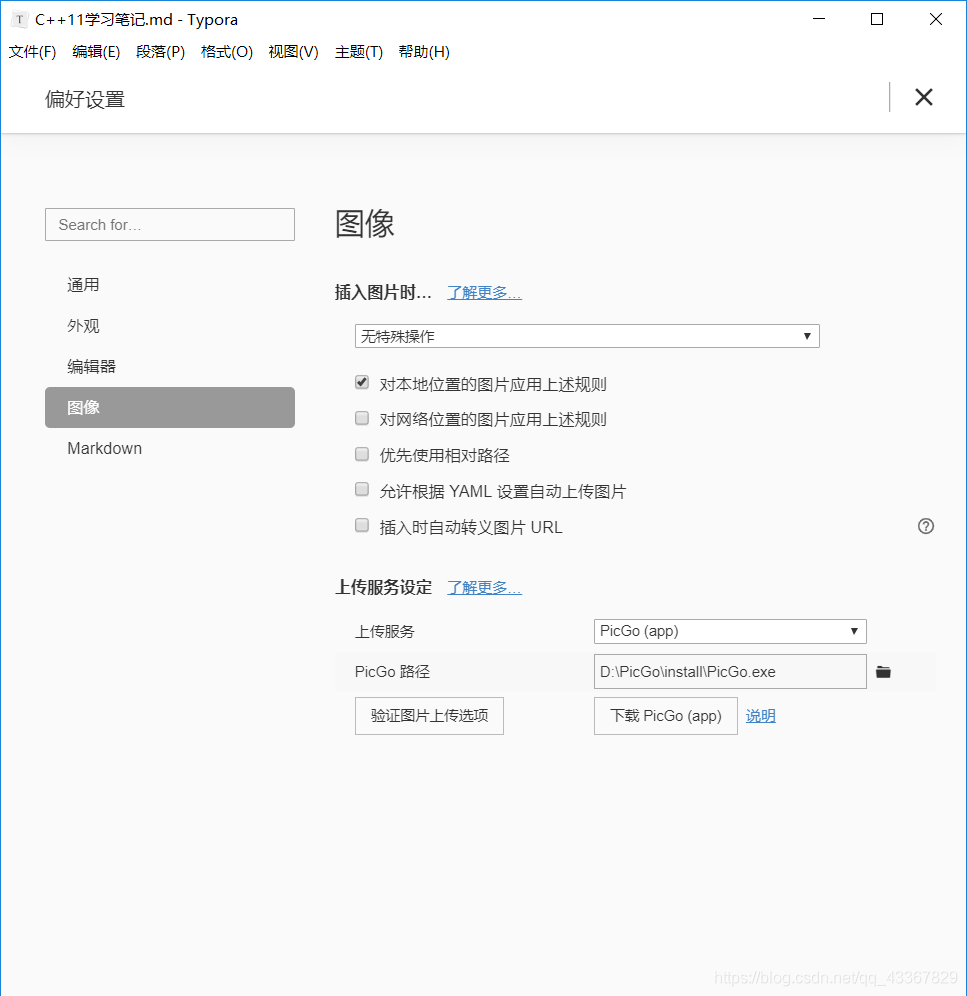 T C++11学习笔记.md - Typora
文件(F) 编辑(E) 段落(P) 格式(O) 视图(V) 主题(T) 帮助(H)
偏好设置
Search for…
通用
外观
编辑器
图像
Markdown
图像
插入图片时… 了解更多…
无特殊操作
对本地位置的图片应用上述规则
对网络位置的图片应用上述规则
优先使用相对路径
允许根据 YAML 设置自动上传图片
插入时自动转义图片 URL
上传服务设定 了解更多…
上传服务 PicGo (app)
PicGo 路径 D:\PicGo\install\PicGo.exe
验证图片上传选项 下载 PicGo (app) 说明
https://blog.csdn.net/qq_43367829